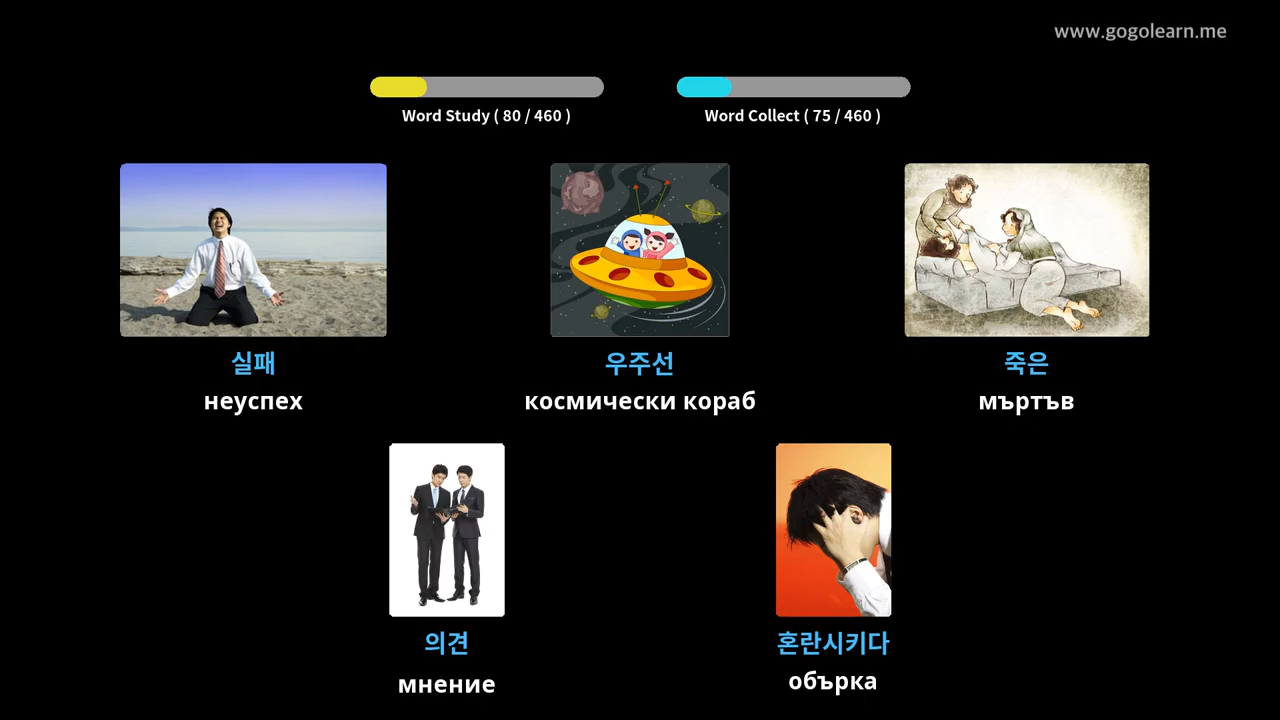 www.gogolearn.me
Word Study ( 80 / 460 )
Word Collect ( 75 / 460 )
실패
неуспех
우주선
космически кораб
죽은
мъртъв
의견
мнение
혼란시키다
обърка